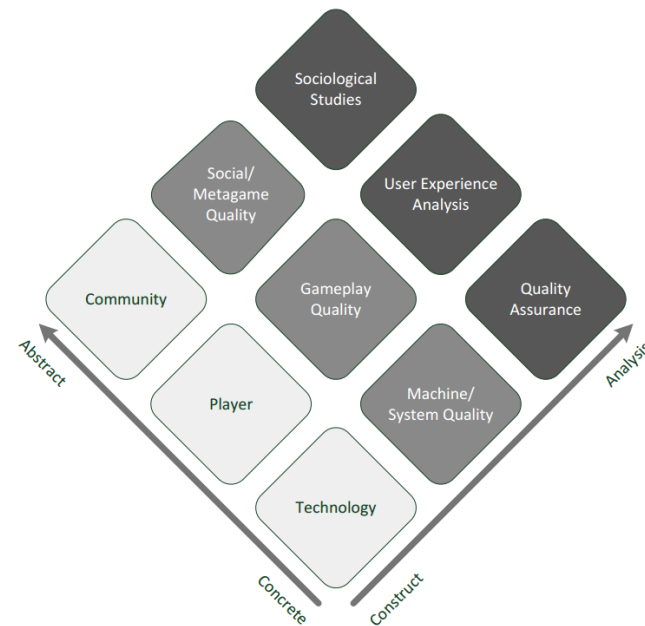 Sociological
Studies
Social/
Metagame
Quality
User Experience
Analysis
Community
Gameplay
Quality
Quality
Assurance
Abstract
Analysis
Player
Machine/
System Quality
Technology
Concrete
Construct